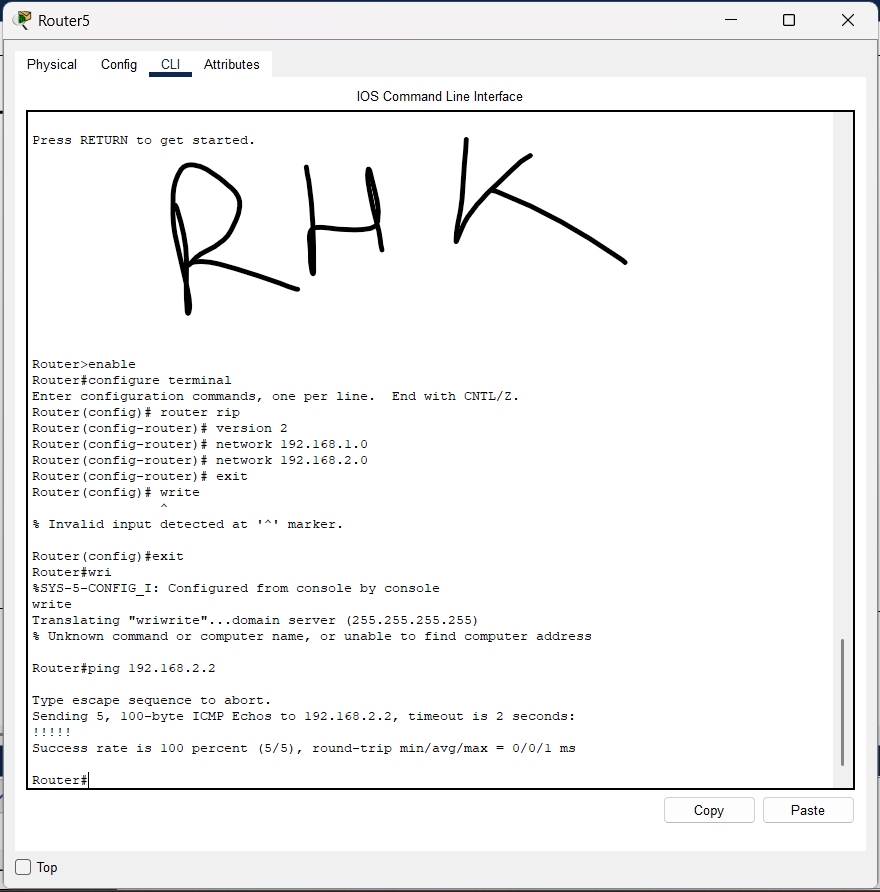 Router5
Physical Config CLI Attributes
IOS Command Line Interface
Press RETURN to get started.
RHK
Router>enable
Router#configure terminal
Enter configuration commands, one per line.  End with CNTL/Z.
Router(config)# router rip
Router(config-router)# version 2
Router(config-router)# network 192.168.1.0
Router(config-router)# network 192.168.2.0
Router(config-router)# exit
Router(config)# write
^
% Invalid input detected at '^' marker.
Router(config)#exit
Router#wri
%SYS-5-CONFIG_I: Configured from console by console
write
Translating "wriwrite"...domain server (255.255.255.255)
% Unknown command or computer name, or unable to find computer address
Router#ping 192.168.2.2
Type escape sequence to abort.
Sending 5, 100-byte ICMP Echos to 192.168.2.2, timeout is 2 seconds:
!!!!!
Success rate is 100 percent (5/5), round-trip min/avg/max = 0/0/1 ms
Router#
Copy Paste
Top